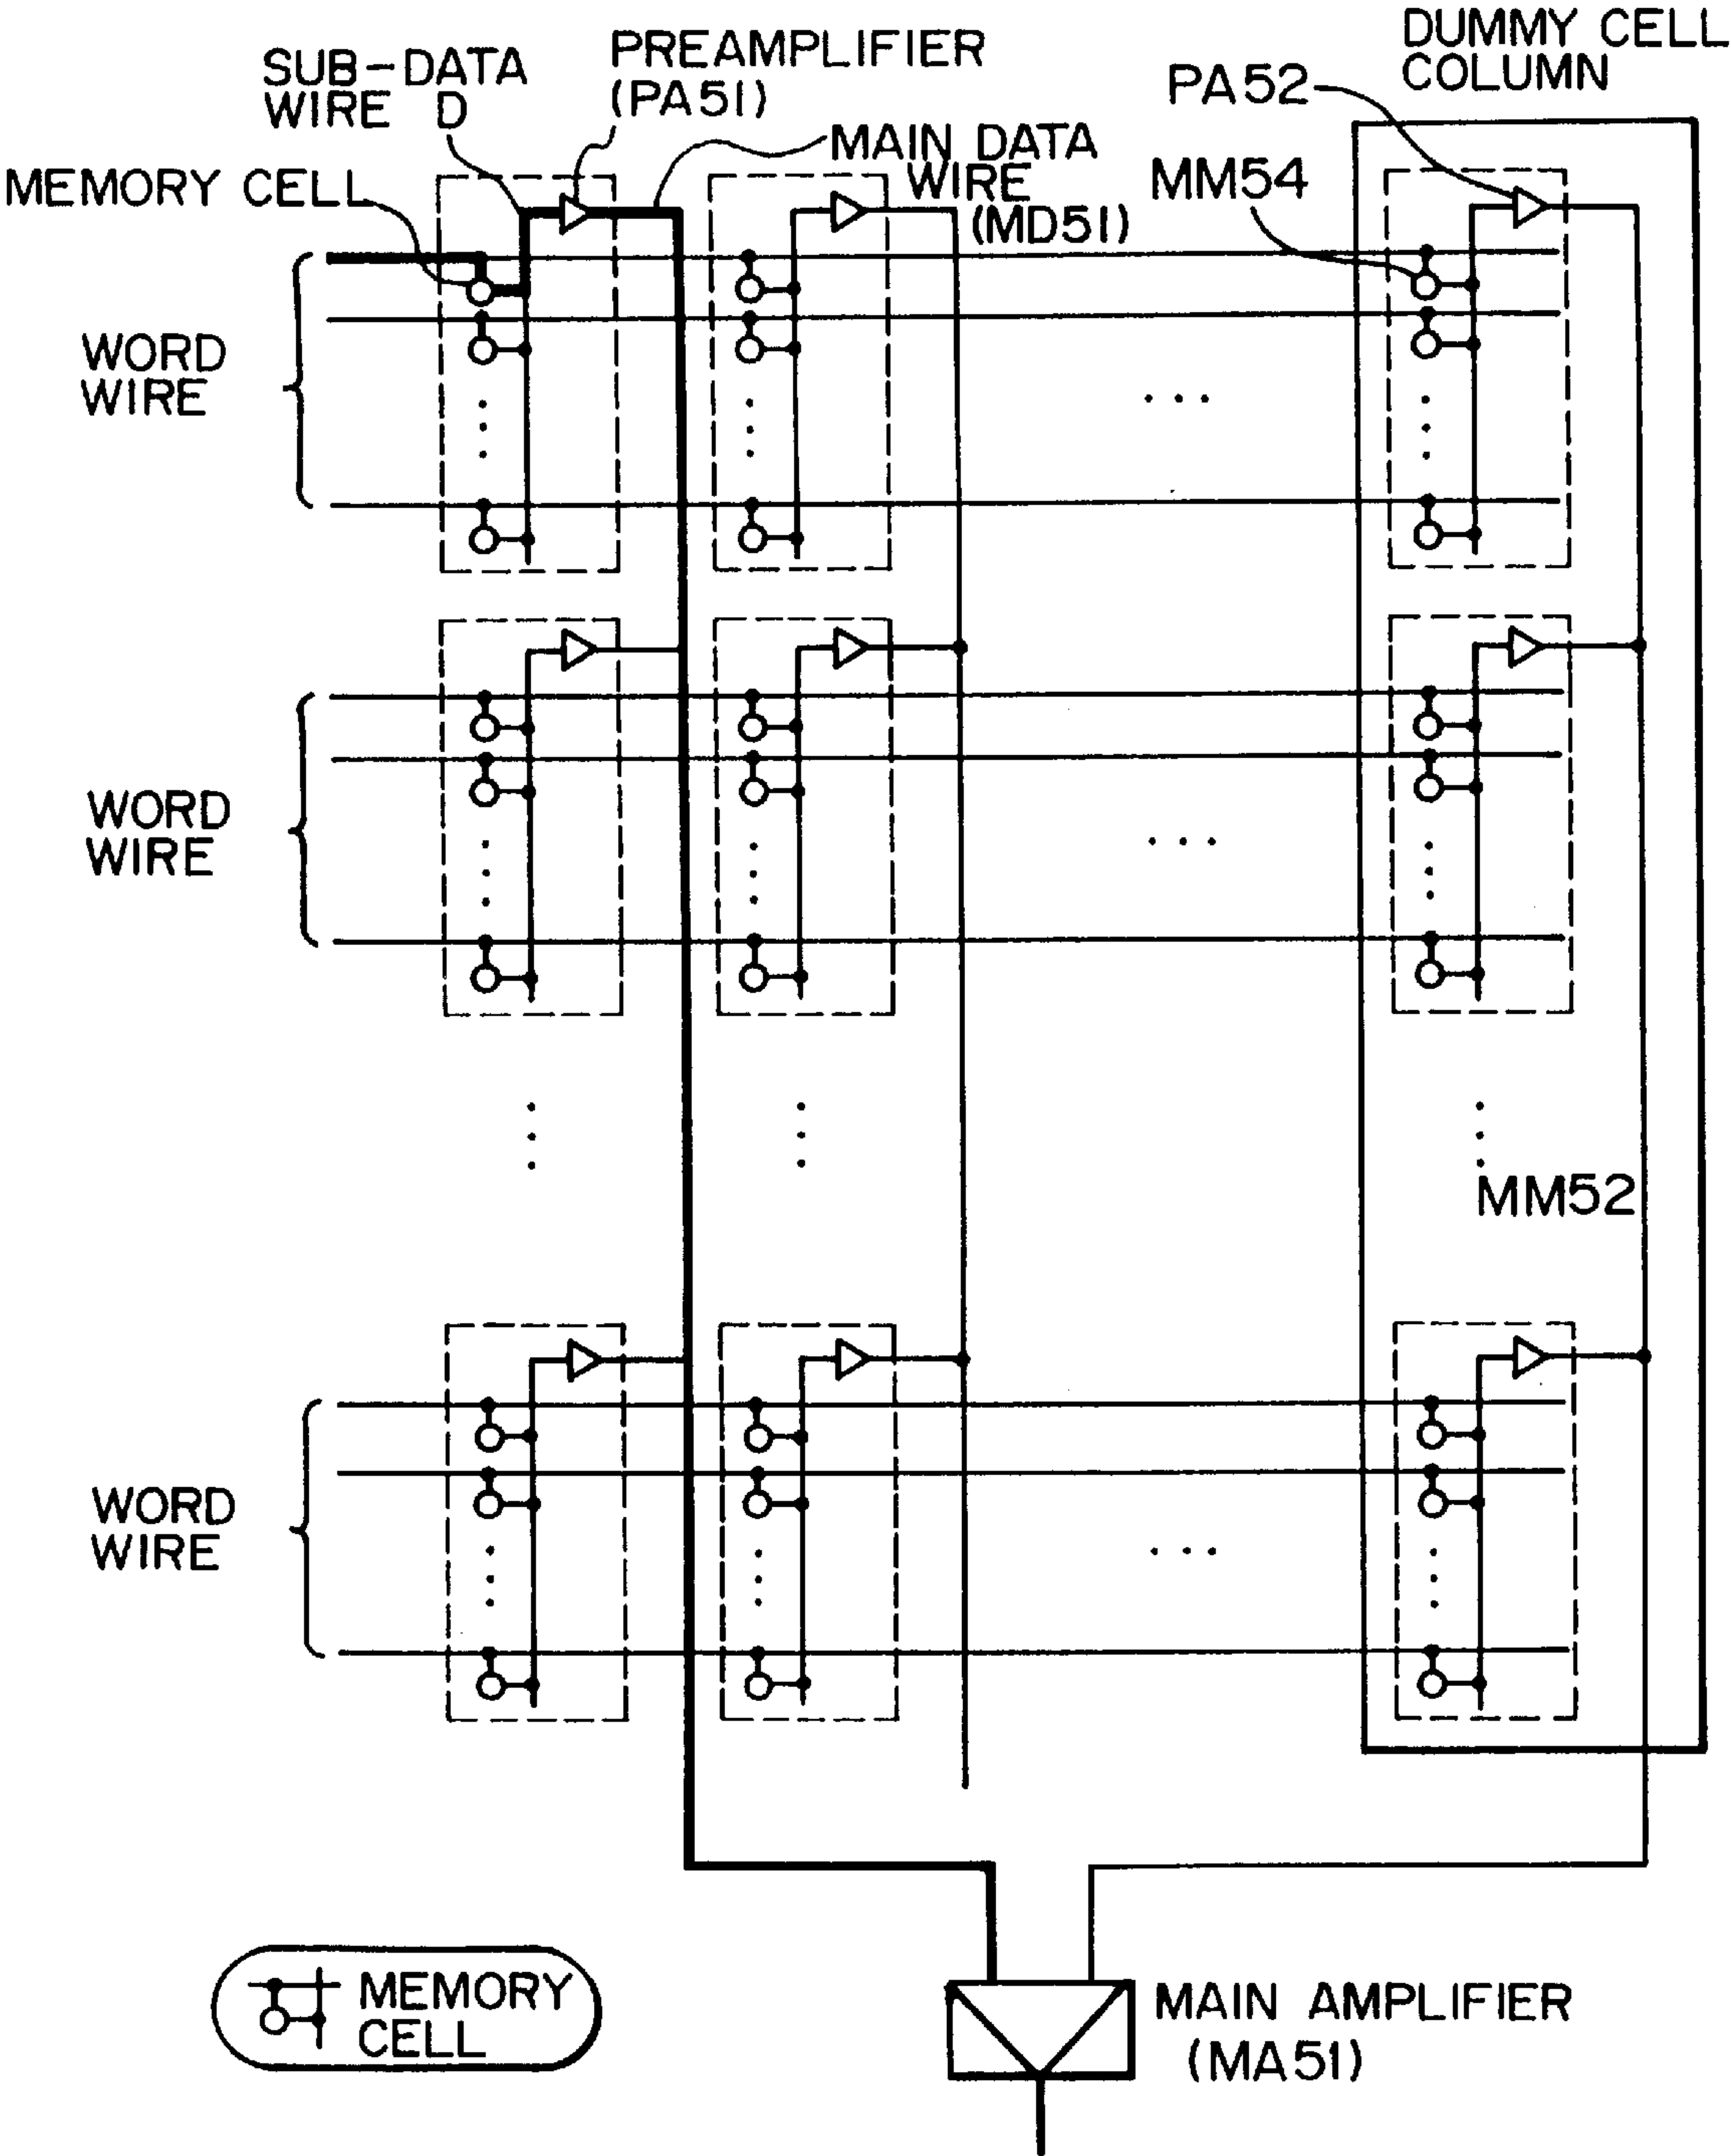 SUB-DATA
WIRE D
PREAMPLIFIER
(PA51)
DUMMY CELL
COLUMN
PA52
MAIN DATA
WIRE
(MD51)
MM54
MEMORY CELL
WORD
WIRE
WORD
WIRE
MM52
WORD
WIRE
MEMORY
CELL
MAIN AMPLIFIER
(MA51)